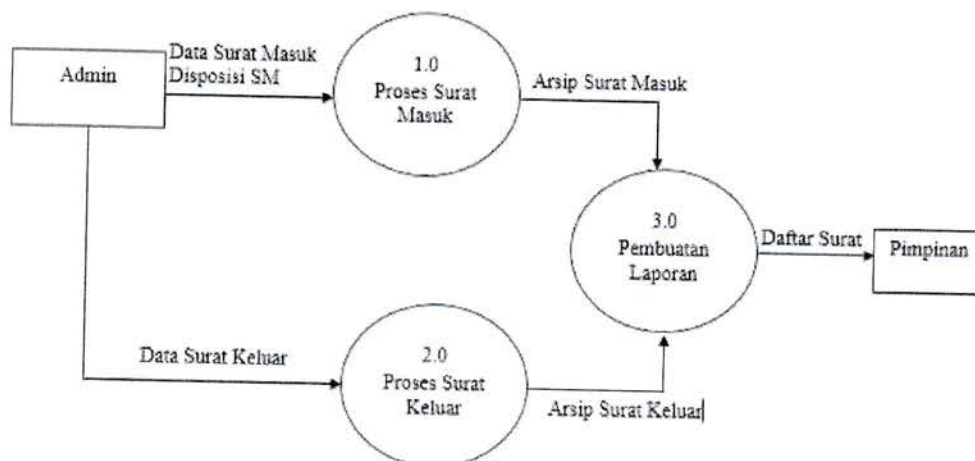 Admin
Data Surat Masuk
Disposisi SM
1.0
Proses Surat
Masuk
Arsip Surat Masuk
3.0
Pembuatan
Laporan
Daftar Surat
Pimpinan
Data Surat Keluar
2.0
Proses Surat
Keluar
Arsip Surat Keluar